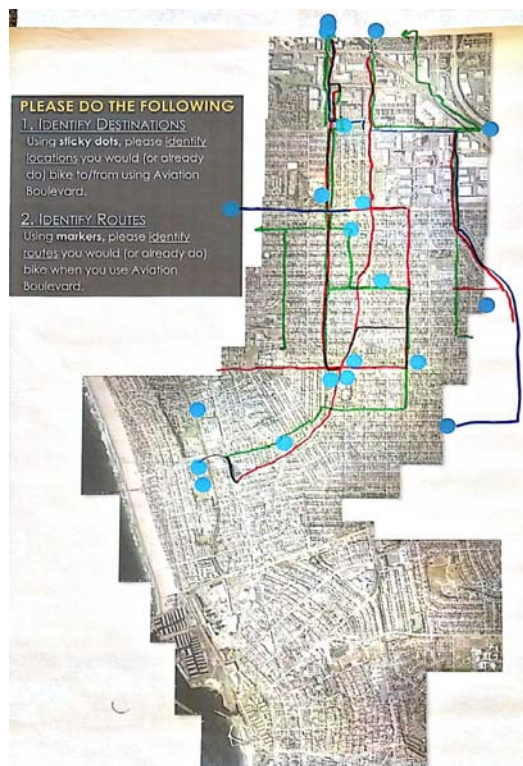 PLEASE DO THE FOLLOWING
1. IDENTIFY DESTINATIONS
Using sticky dots, please identify
locations you would (or already
do) bike to/from using Aviation
Boulevard.
2. IDENTIFY ROUTES
Using markers, please identify
routes you would (or already do)
bike when you use Aviation
Boulevard.